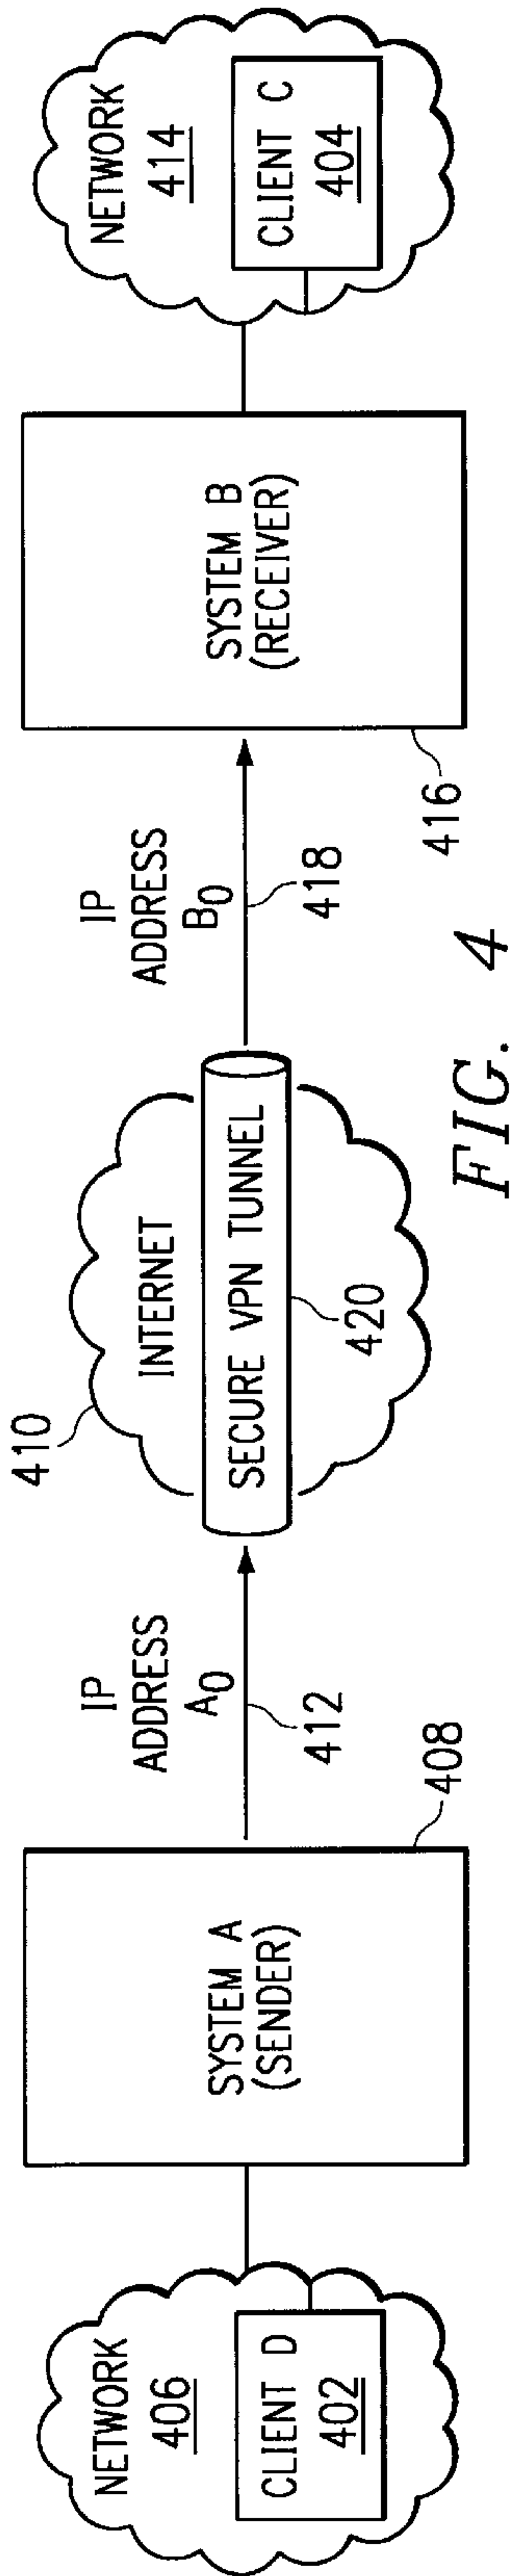 NETWORK
406
CLIENT D
402
SYSTEM A
(SENDER)
408
IP
ADDRESS
A0
412
410
INTERNET
SECURE VPN TUNNEL
420
IP
ADDRESS
B0
418
SYSTEM B
(RECEIVER)
416
NETWORK
414
CLIENT C
404
FIG. 4